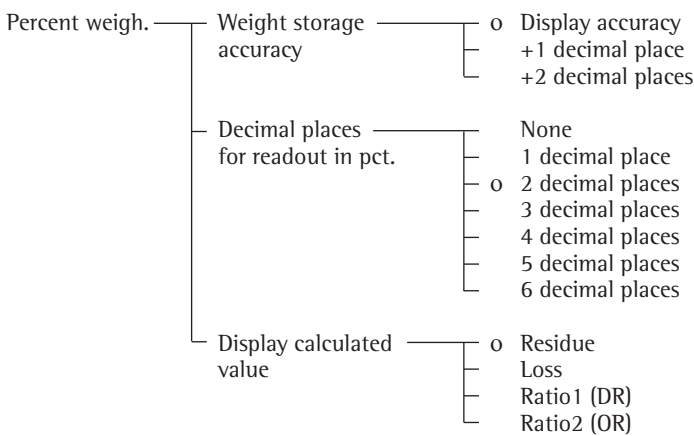 Percent weigh. Weight storage o Display accuracy
accuracy +1 decimal place
+2 decimal places
Decimal places None
for readout in pct. 1 decimal place
o 2 decimal places
3 decimal places
4 decimal places
5 decimal places
6 decimal places
Display calculated o Residue
value Loss
Ratio1 (DR)
Ratio2 (OR)